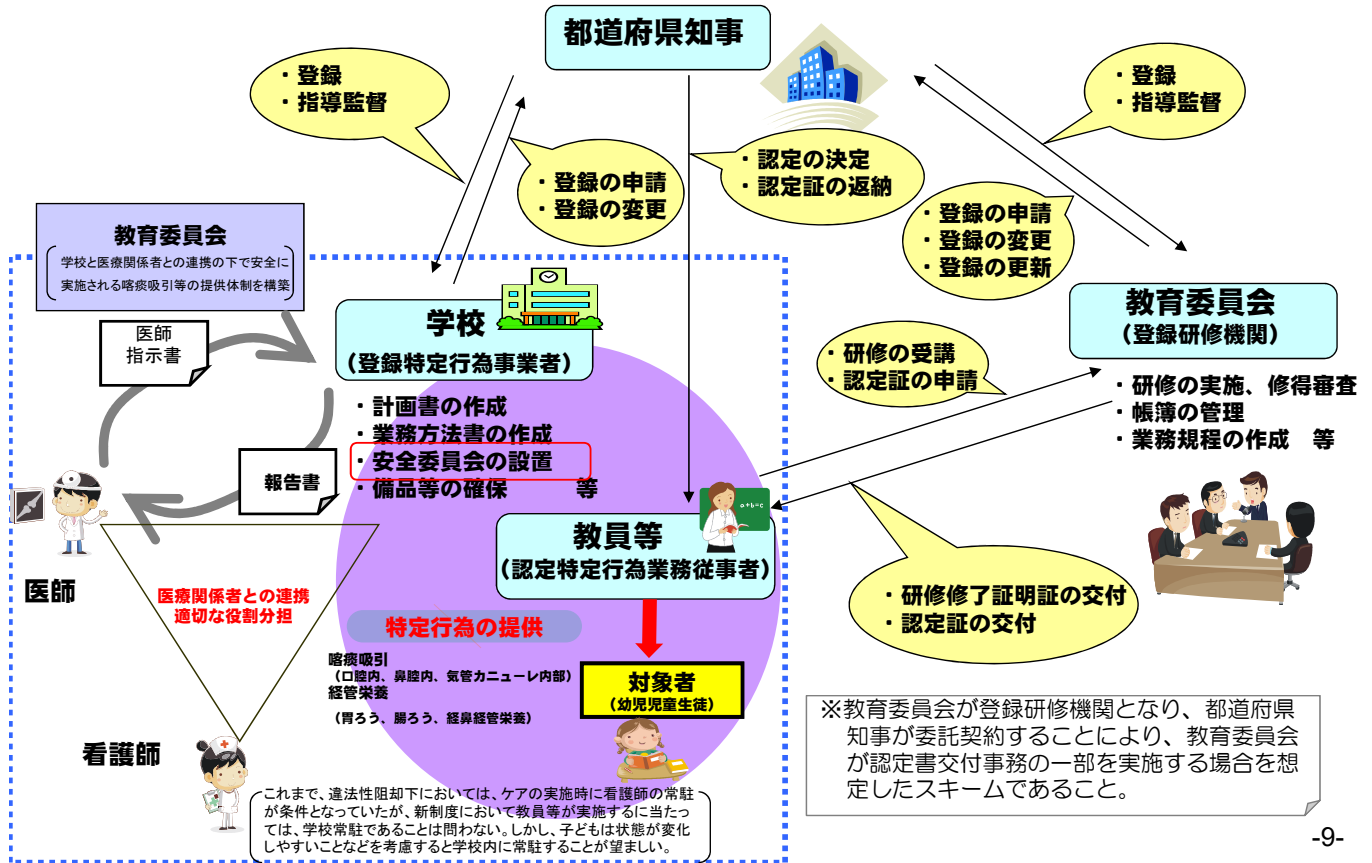 都道府県知事
・登録
・指導監督
・登録の申請
・登録の変更
・認定の決定
・認定証の返納
・登録
・指導監督
・登録の申請
・登録の変更
・登録の更新
教育委員会
学校と医療関係者との連携の下で安全に
実施される喀痰吸引等の提供体制を構築
医師
指示書
報告書
学校
（登録特定行為事業者）
・計画書の作成
・業務方法書の作成
・安全委員会の設置
・備品等の確保　　　等
教育委員会
（登録研修機関）
・研修の実施、修得審査
・帳簿の管理
・業務規程の作成　等
・研修の受講
・認定証の申請
a+b=c
教員等
（認定特定行為業務従事者）
・研修修了証明証の交付
・認定証の交付
医師
医療関係者との連携
適切な役割分担
看護師
特定行為の提供
喀痰吸引
（口腔内、鼻腔内、気管カニューレ内部）
経管栄養
（胃ろう、腸ろう、経鼻経管栄養）
対象者
（幼児児童生徒）
これまで、違法性阻却下においては、ケアの実施時に看護師の常駐
が条件となっていたが、新制度において教員等が実施するに当たっ
ては、学校常駐であることは問わない。しかし、子どもは状態が変化
しやすいことなどを考慮すると学校内に常駐することが望ましい。
※教育委員会が登録研修機関となり、都道府県
知事が委託契約することにより、教育委員会
が認定書交付事務の一部を実施する場合を想
定したスキームであること。
-9-